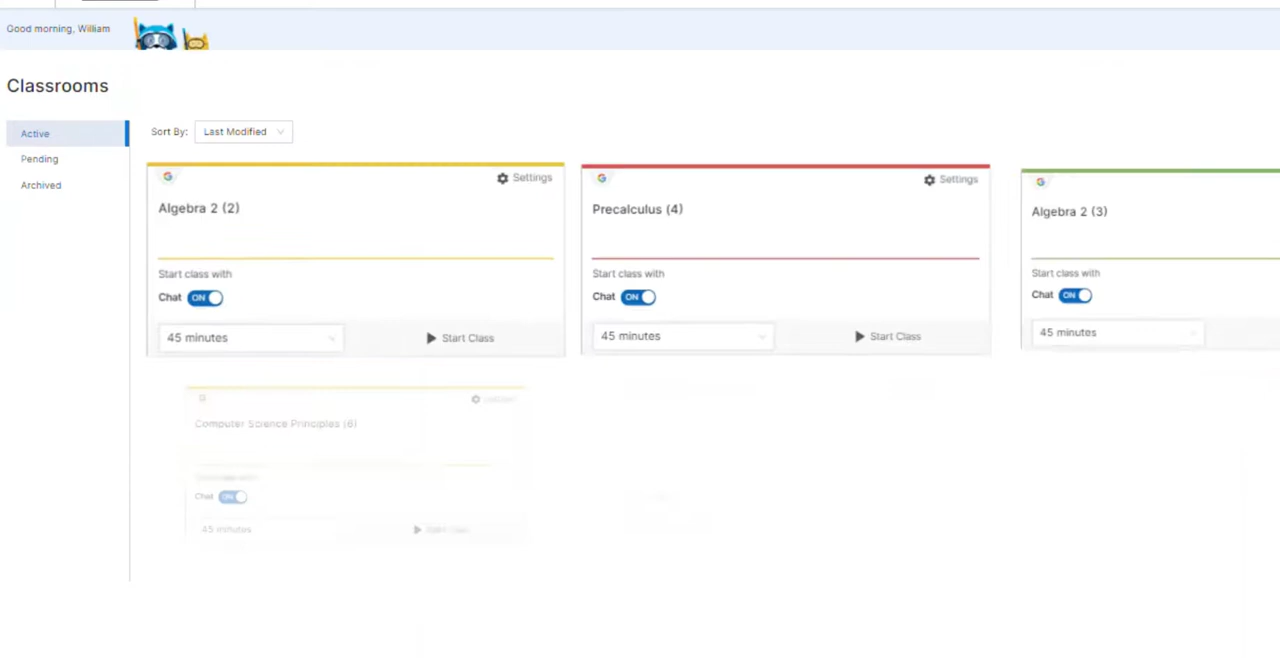 Good morning, William
Classrooms
Active
Pending
Archived
Sort By: Last Modified
Settings
Algebra 2 (2)
Start class with
Chat ON
45 minutes
Start Class
Settings
Precalculus (4)
Start class with
Chat ON
45 minutes
Start Class
Algebra 2 (3)
Start class with
Chat ON
45 minutes
Computer Science Principles (6)
Chat ON
45 minutes